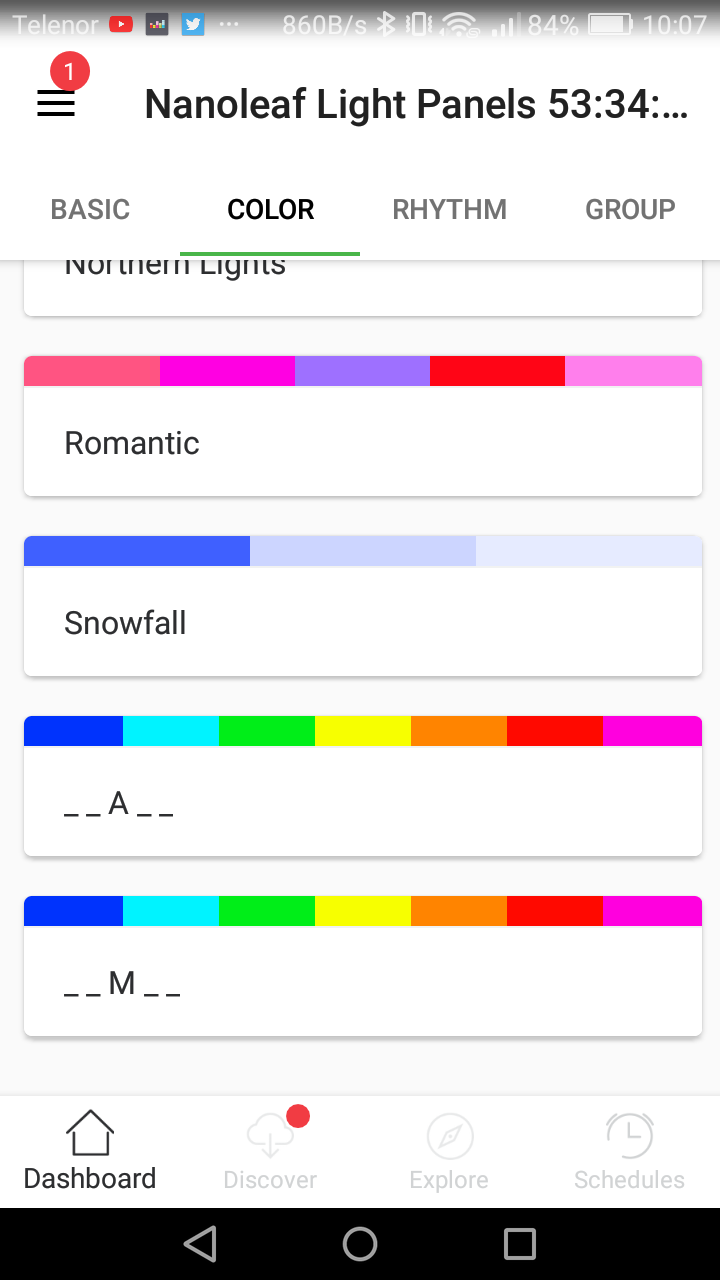 Telenor ... 860B/s 84% 10:07
1
Nanoleaf Light Panels 53:34:...
BASIC COLOR RHYTHM GROUP
Northern Lights
Romantic
Snowfall
_ _ A _ _
_ _ M _ _
Dashboard Discover Explore Schedules